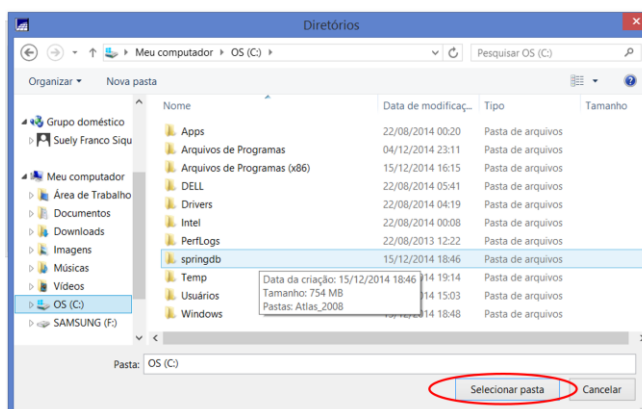 Diretórios
Meu computador ▸ OS (C:) ▸
Pesquisar OS (C:)
Organizar
Nova pasta
Nome Data de modificaç... Tipo Tamanho
Grupo doméstico
Suely Franco Siqu
Meu computador
Área de Trabalho
Documentos
Downloads
Imagens
Músicas
Vídeos
OS (C:)
SAMSUNG (F:)
Apps 22/08/2014 00:20 Pasta de arquivos
Arquivos de Programas 04/12/2014 23:11 Pasta de arquivos
Arquivos de Programas (x86) 15/12/2014 16:15 Pasta de arquivos
DELL 22/08/2014 05:41 Pasta de arquivos
Drivers 22/08/2014 04:19 Pasta de arquivos
Intel 22/08/2014 00:08 Pasta de arquivos
PerfLogs 22/08/2013 12:22 Pasta de arquivos
springdb 15/12/2014 18:46 Pasta de arquivos
Temp 19:14 Pasta de arquivos
Usuários 15:03 Pasta de arquivos
Windows 18:48 Pasta de arquivos
Data da criação: 15/12/2014 18:46
Tamanho: 754 MB
Pastas: Atlas_2008
Pasta: OS (C:)
Selecionar pasta
Cancelar